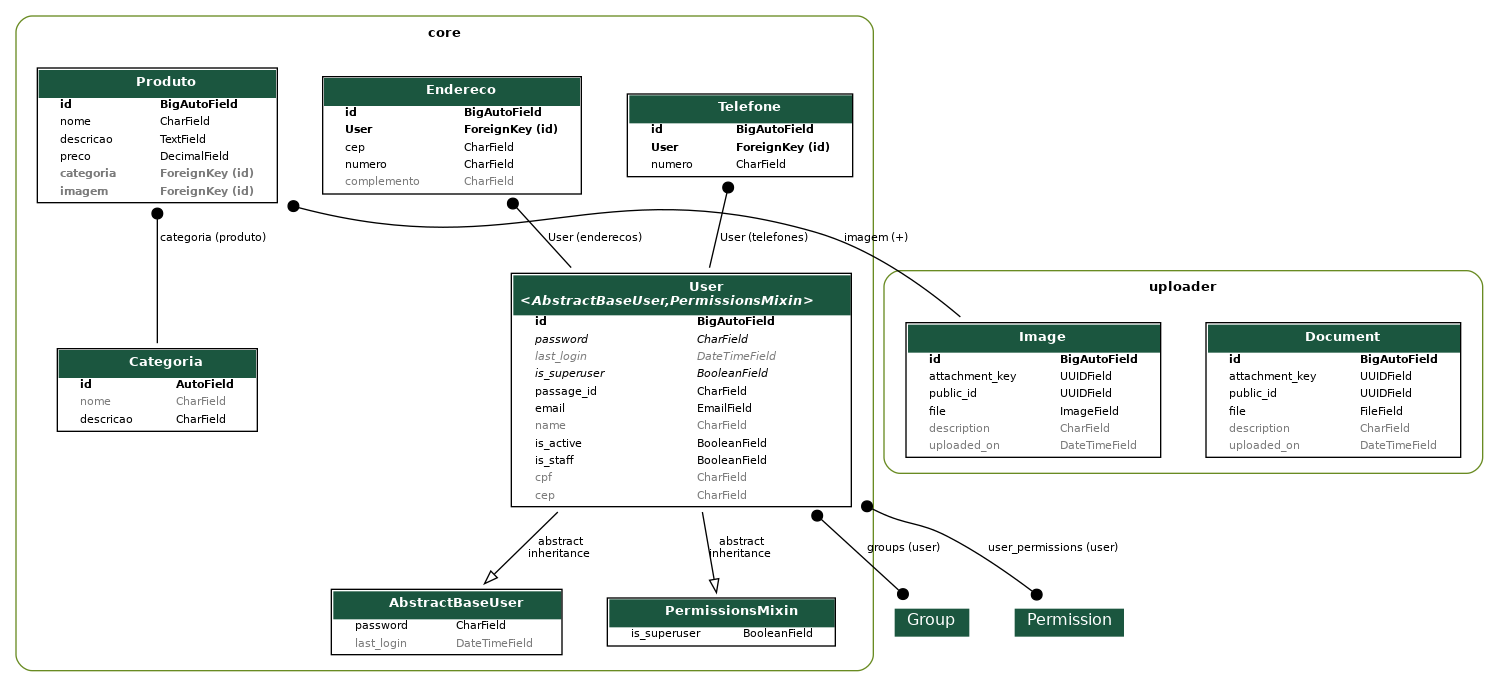 core
Produto
id BigAutoField
nome CharField
descricao TextField
preco DecimalField
categoria ForeignKey (id)
imagem ForeignKey (id)
Endereco
id BigAutoField
User ForeignKey (id)
cep CharField
numero CharField
complemento CharField
Telefone
id BigAutoField
User ForeignKey (id)
numero CharField
categoria (produto)
User (enderecos)
User (telefones)
imagem (+)
Categoria
id AutoField
nome CharField
descricao CharField
User
<AbstractBaseUser,PermissionsMixin>
id BigAutoField
password CharField
last_login DateTimeField
is_superuser BooleanField
passage_id CharField
email EmailField
name CharField
is_active BooleanField
is_staff BooleanField
cpf CharField
cep CharField
uploader
Image
id BigAutoField
attachment_key UUIDField
public_id UUIDField
file ImageField
description CharField
uploaded_on DateTimeField
Document
id BigAutoField
attachment_key UUIDField
public_id UUIDField
file FileField
description CharField
uploaded_on DateTimeField
abstract
inheritance
abstract
inheritance
groups (user)
user_permissions (user)
AbstractBaseUser
password CharField
last_login DateTimeField
PermissionsMixin
is_superuser BooleanField
Group
Permission